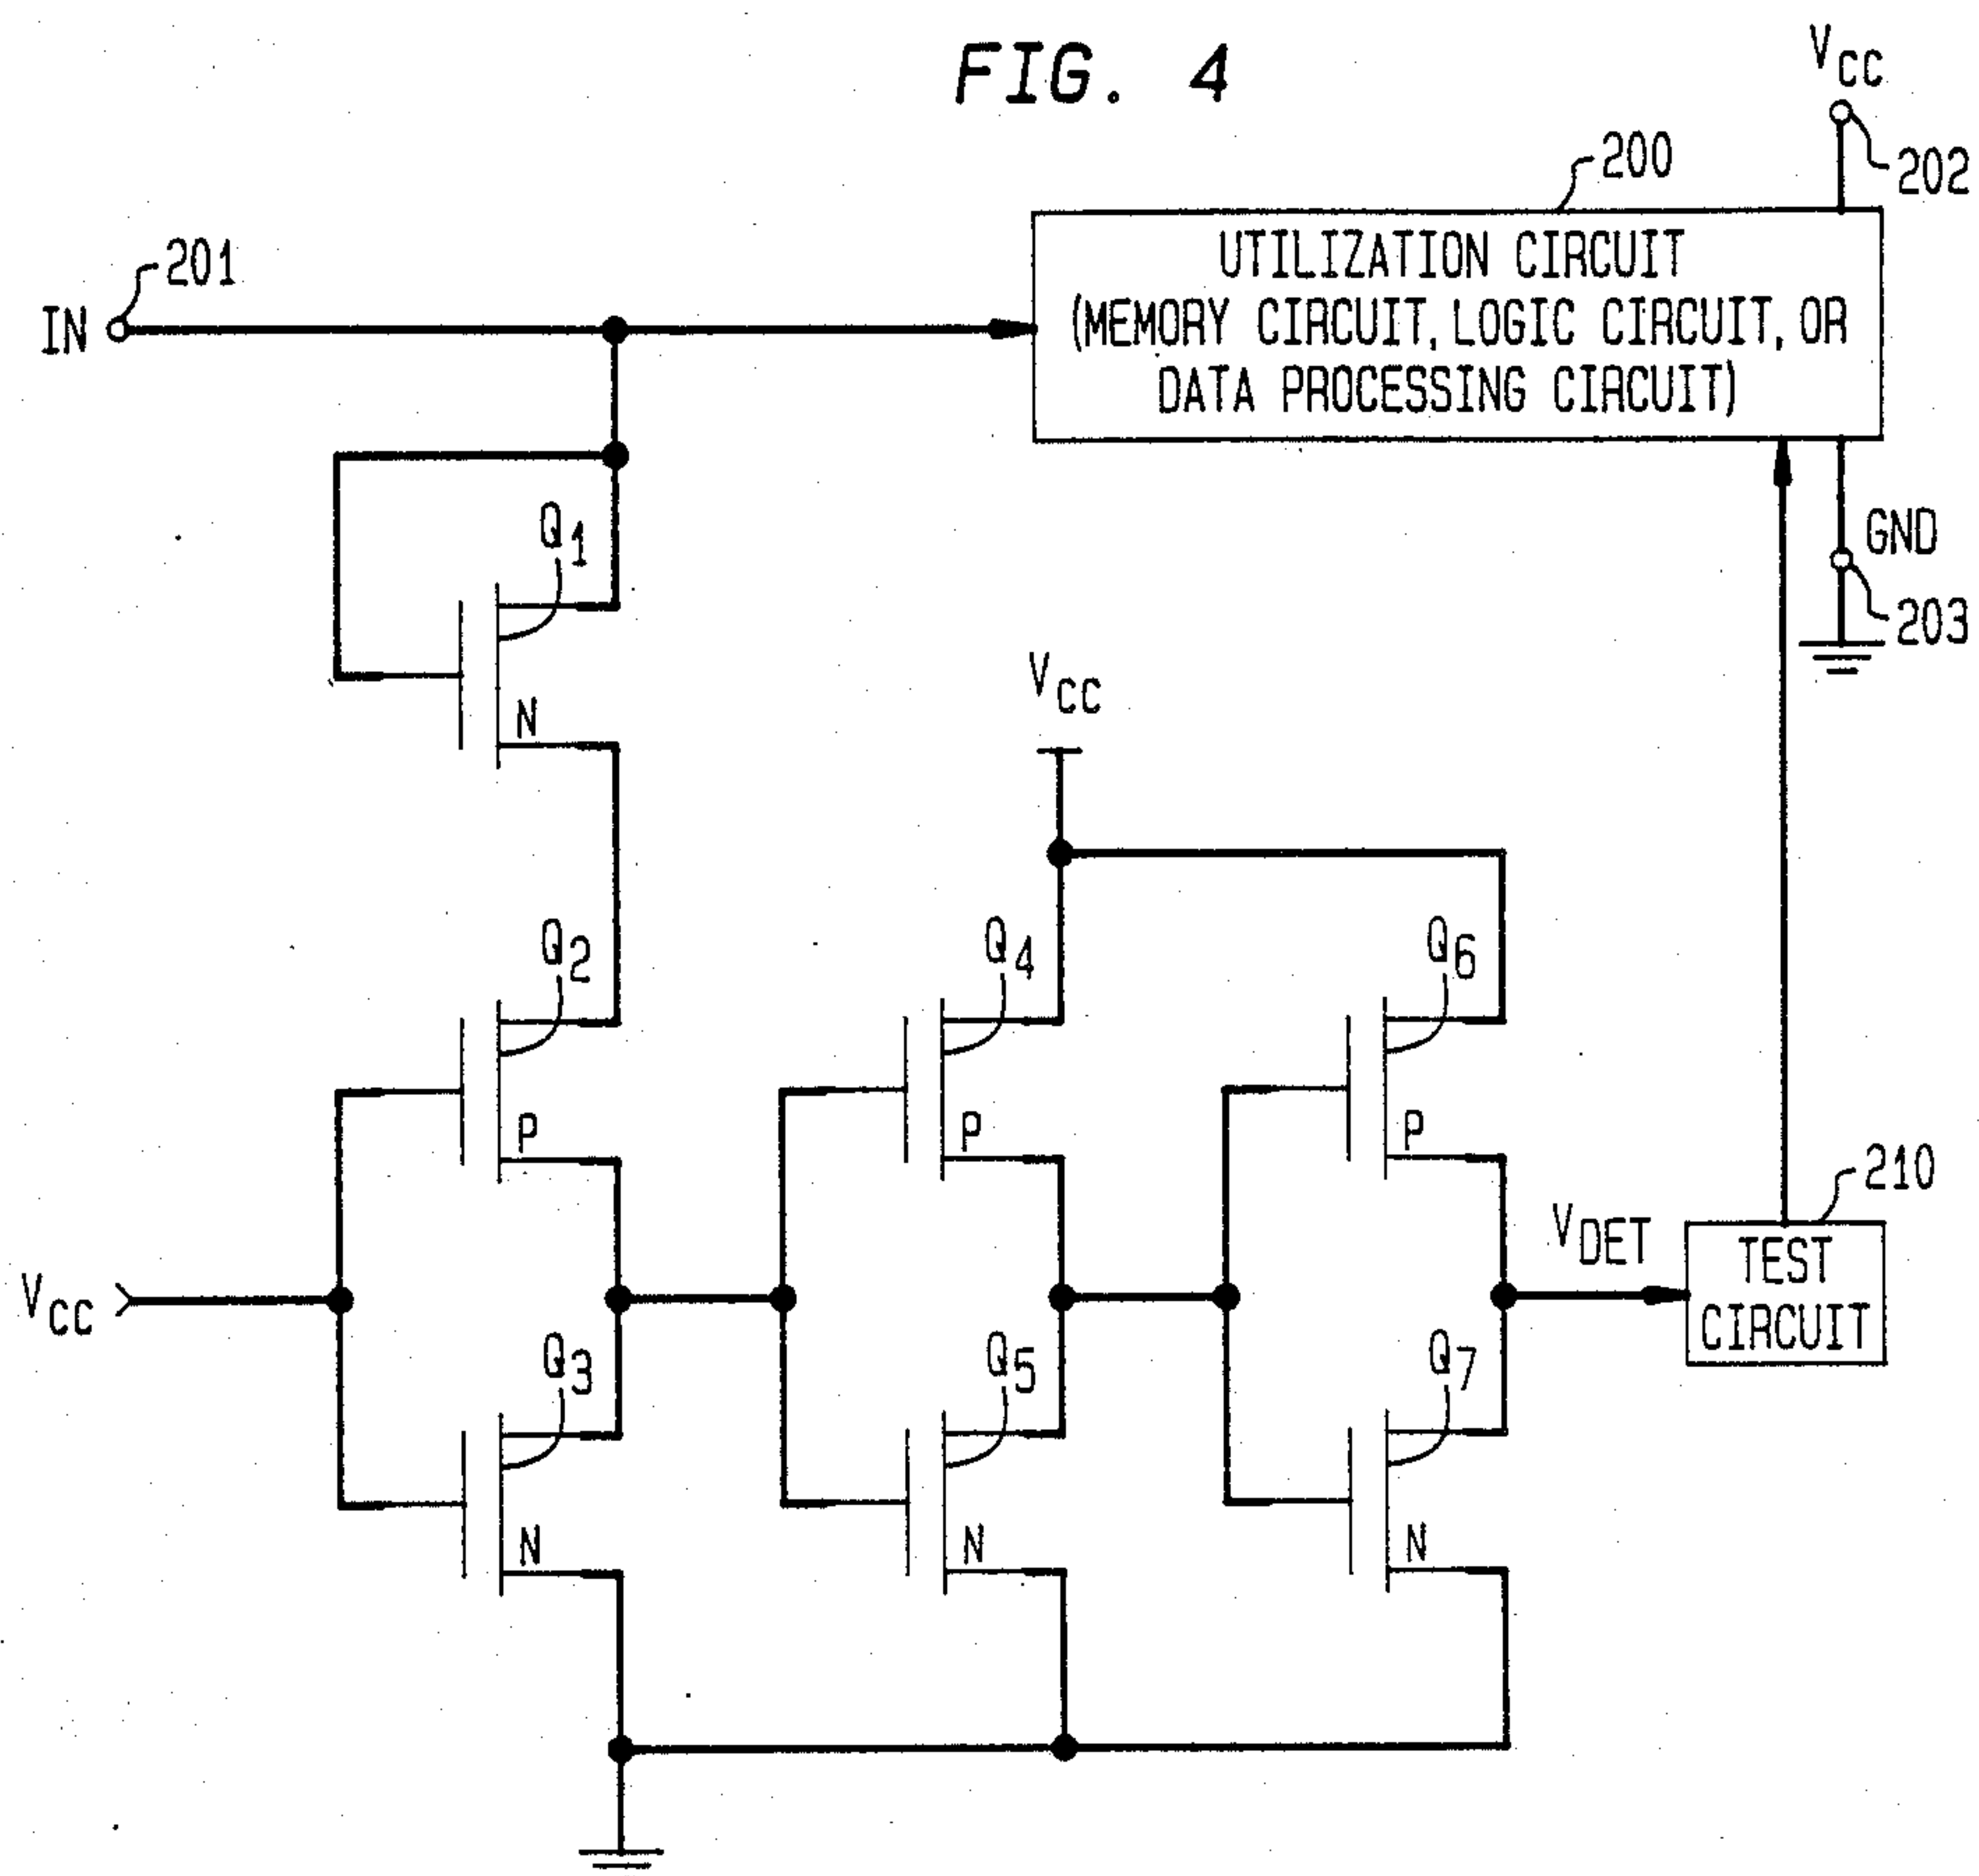 FIG. 4
VCC
202
200
UTILIZATION CIRCUIT
(MEMORY CIRCUIT, LOGIC CIRCUIT, OR
DATA PROCESSING CIRCUIT)
201
IN
GND
203
Q1
N
VCC
Q2
P
Q4
P
Q6
P
210
VDET
TEST
CIRCUIT
VCC
Q3
N
Q5
N
Q7
N